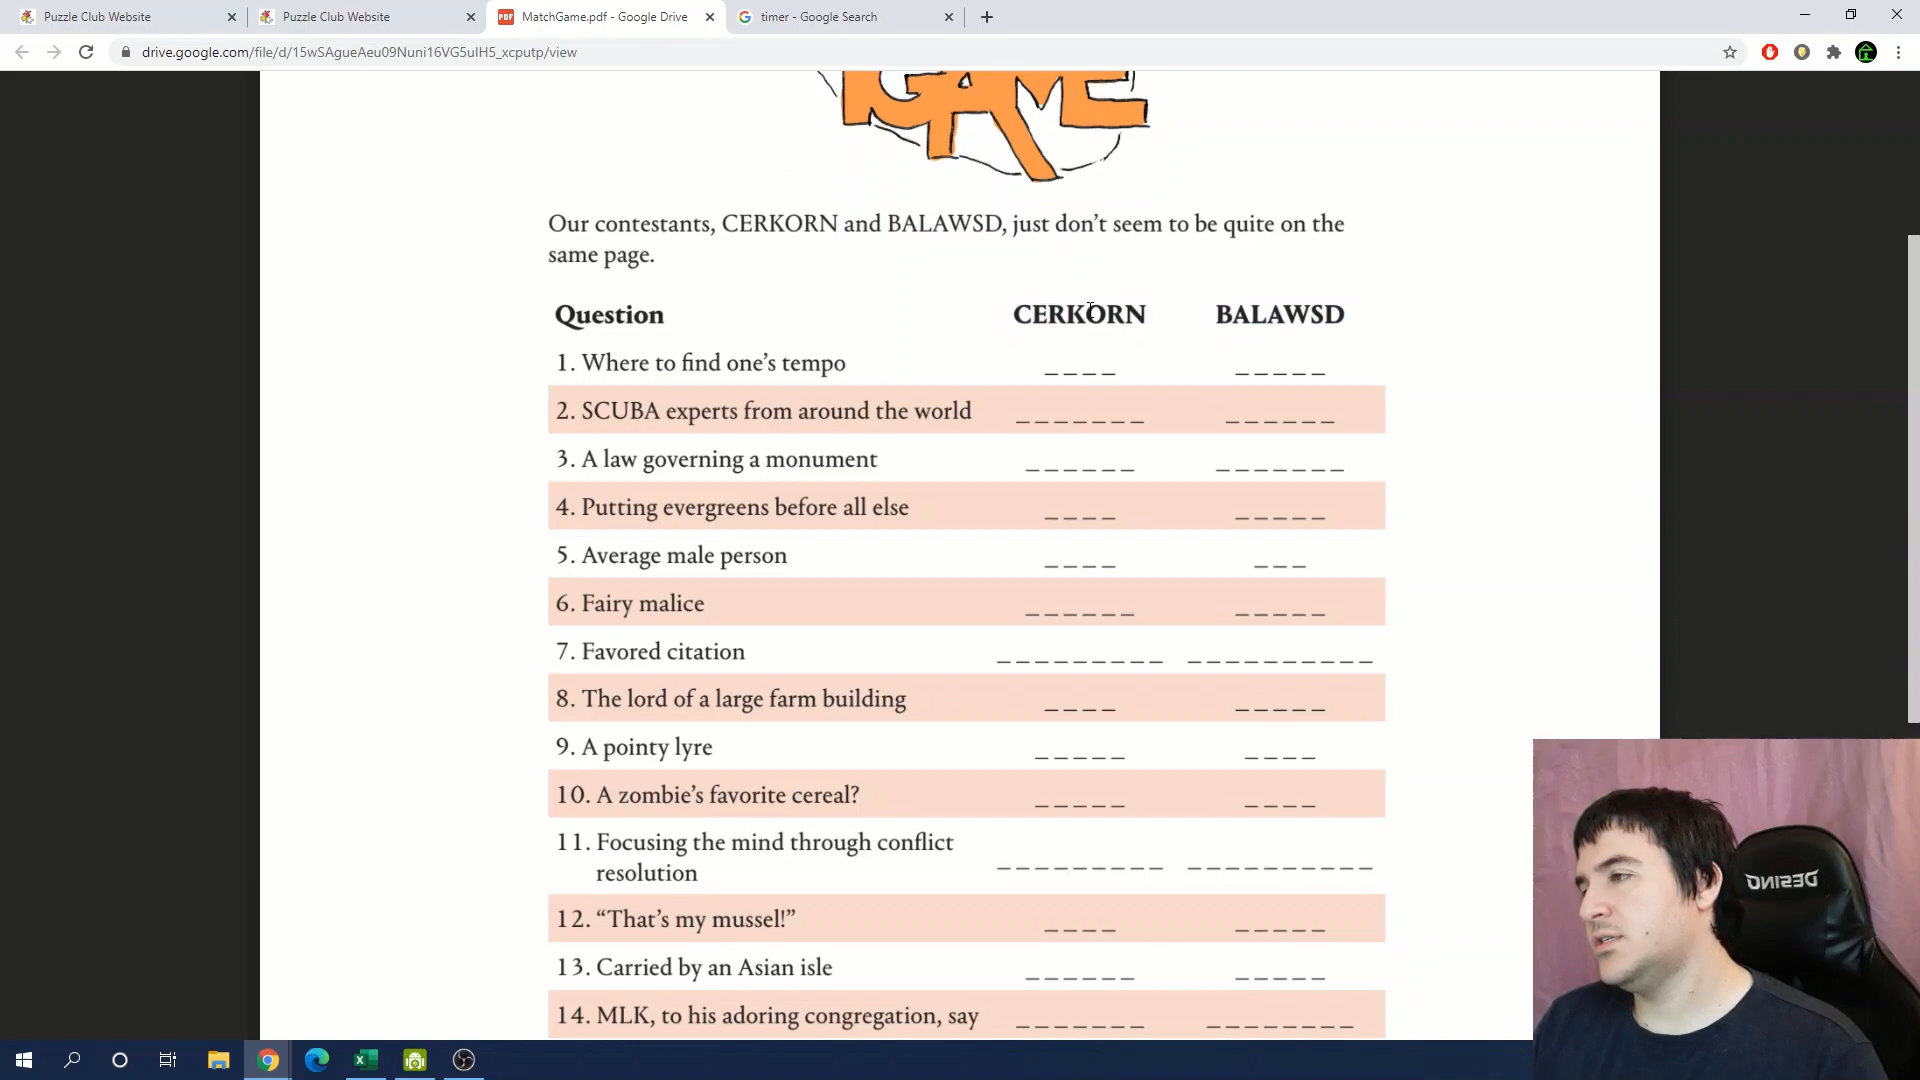 Puzzle Club Website
Puzzle Club Website
MatchGame.pdf - Google Drive
timer - Google Search
drive.google.com/file/d/15wSAgueAeu09Nuni16VG5uIH5_xcputp/view
GAME
Our contestants, CERKORN and BALAWSD, just don't seem to be quite on the
same page.
Question CERKORN BALAWSD
1. Where to find one's tempo _ _ _ _ _ _ _ _ _
2. SCUBA experts from around the world _ _ _ _ _ _ _ _ _ _ _ _ _
3. A law governing a monument _ _ _ _ _ _ _ _ _ _ _ _ _
4. Putting evergreens before all else _ _ _ _ _ _ _ _ _
5. Average male person _ _ _ _ _ _ _
6. Fairy malice _ _ _ _ _ _ _ _ _ _ _
7. Favored citation _ _ _ _ _ _ _ _ _ _ _ _ _ _ _ _ _ _ _
8. The lord of a large farm building _ _ _ _ _ _ _ _ _
9. A pointy lyre _ _ _ _ _ _ _ _ _
10. A zombie's favorite cereal? _ _ _ _ _ _ _ _ _
11. Focusing the mind through conflict
resolution _ _ _ _ _ _ _ _ _ _ _ _ _ _ _ _ _ _ _
12. “That's my mussel!” _ _ _ _ _ _ _ _ _
13. Carried by an Asian isle _ _ _ _ _ _ _ _ _ _ _
14. MLK, to his adoring congregation, say _ _ _ _ _ _ _ _ _ _ _ _ _ _ _
DESINO